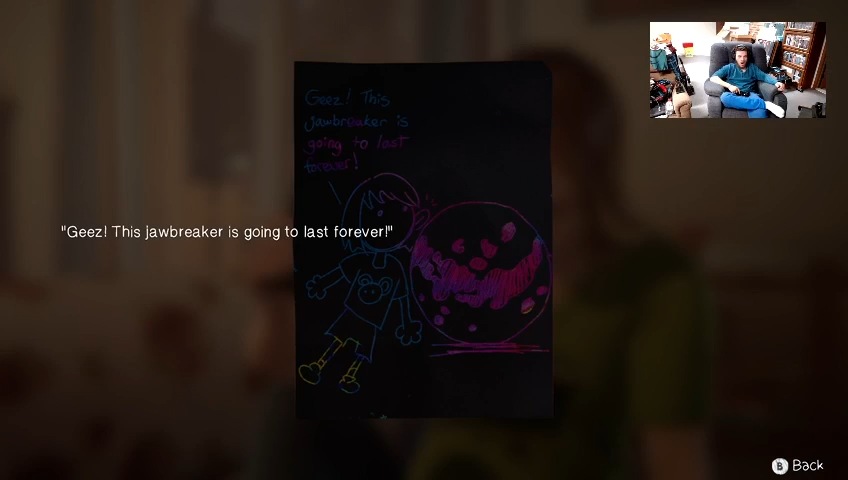 Geez! This
jawbreaker is
going to last
forever!
"Geez! This jawbreaker is going to last forever!"
B Back